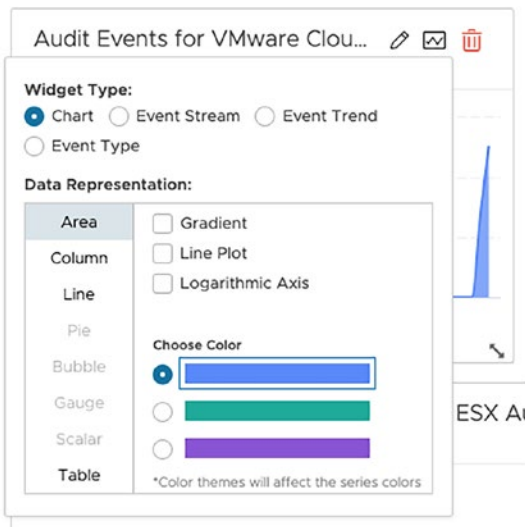 Audit Events for VMware Clou...
Widget Type:
Chart Event Stream Event Trend
Event Type
Data Representation:
Area
Column
Line
Pie
Bubble
Gauge
Scalar
Table
Gradient
Line Plot
Logarithmic Axis
Choose Color
*Color themes will affect the series colors
ESX